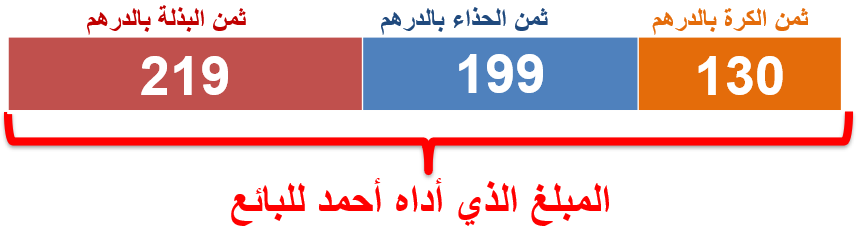 ثمن الكرة بالدرهم ثمن الحذاء بالدرهم ثمن البذلة بالدرهم
130 199 219
المبلغ الذي أداه أحمد للبائع